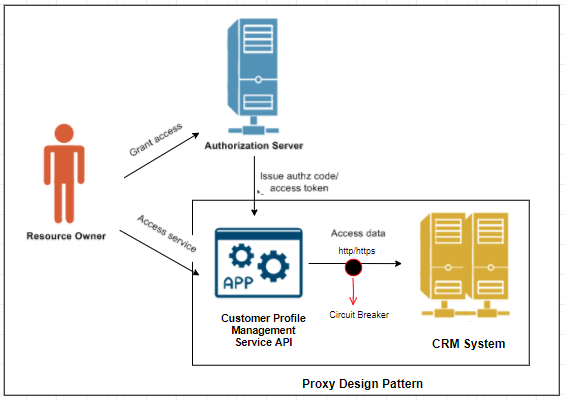 Authorization Server
Grant access
Issue authz code/
access token
Resource Owner
Access service
Access data
http/https
APP
Circuit Breaker
Customer Profile
Management
Service API
CRM System
Proxy Design Pattern